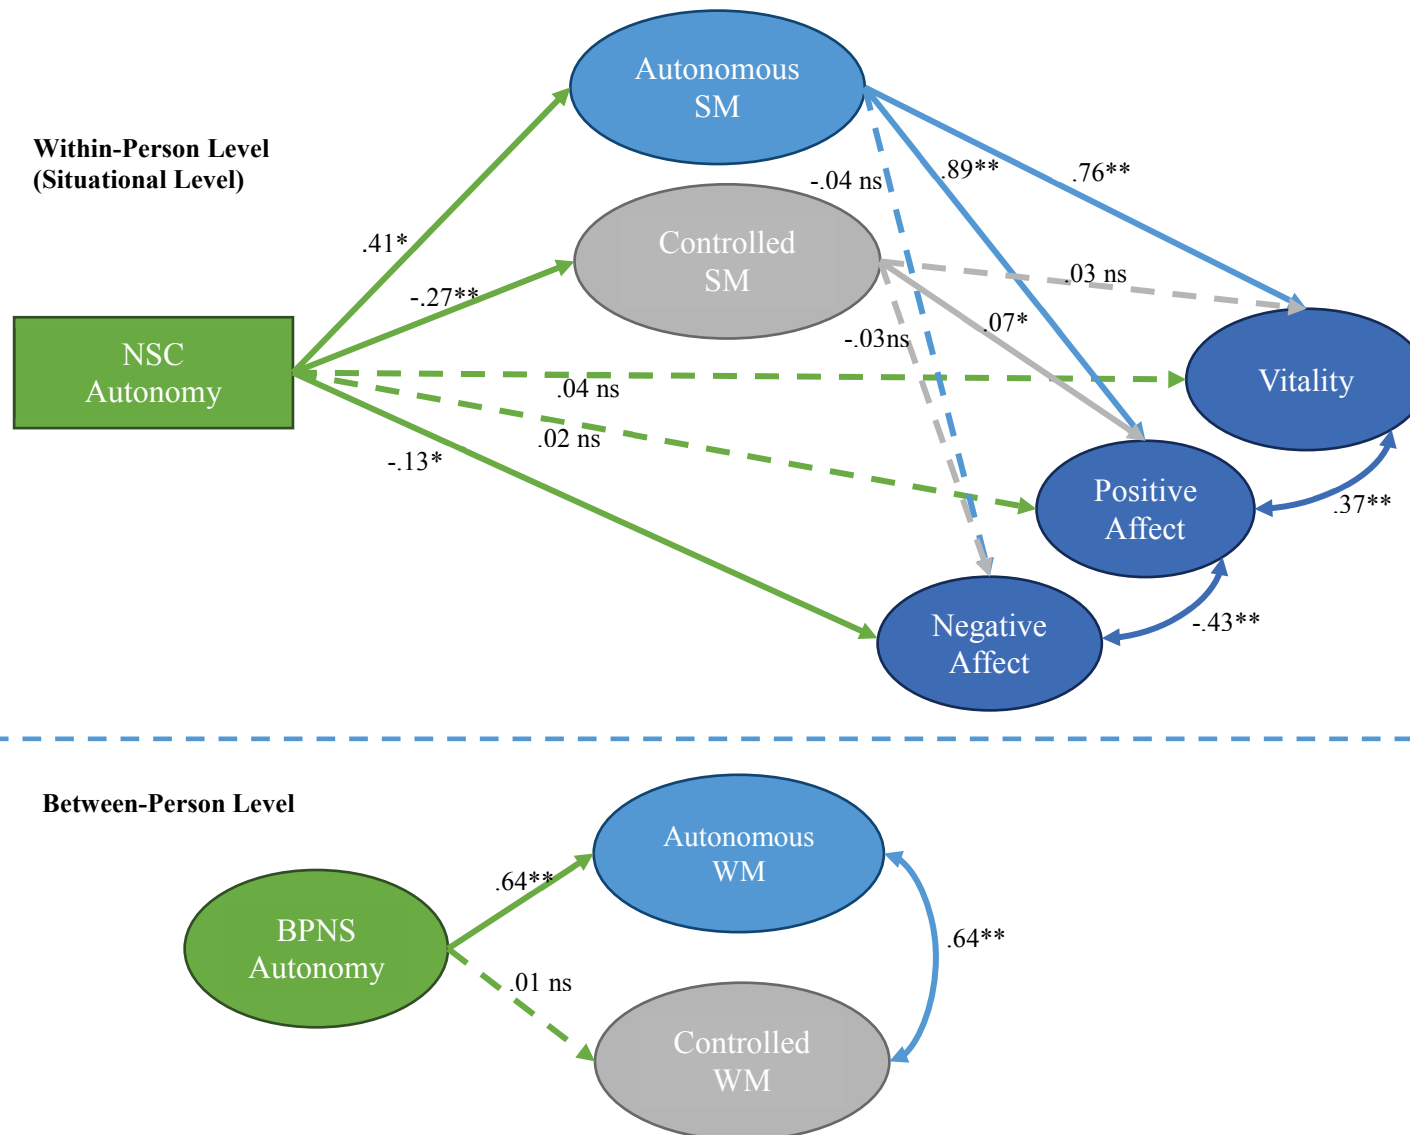 Autonomous
SM
Within-Person Level
(Situational Level)
-.04 ns
.89**
.76**
.41*
Controlled
SM
.03 ns
-.27**
.07*
-.03ns
NSC
Autonomy
.04 ns
Vitality
.02 ns
-.13*
Positive
Affect
.37**
Negative
Affect
-.43**
Between-Person Level
Autonomous
WM
.64**
BPNS
Autonomy
.64**
.01 ns
Controlled
WM